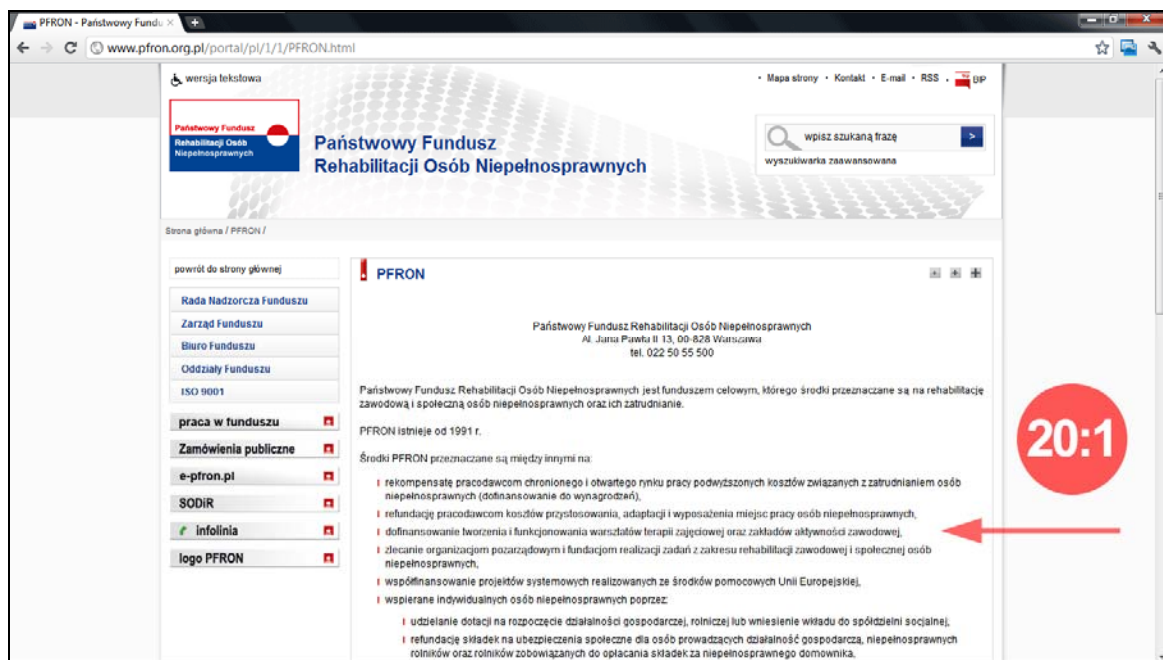 PFRON - Państwowy Fundu
www.pfron.org.pl/portal/pl/1/1/PFRON.html
wersja tekstowa
• Mapa strony • Kontakt • E-mail • RSS • BIP
Państwowy Fundusz
Rehabilitacji Osób
Niepełnosprawnych
Państwowy Fundusz
Rehabilitacji Osób Niepełnosprawnych
wpisz szukaną frazę >
wyszukiwarka zaawansowana
Strona główna / PFRON /
powrót do strony głównej
Rada Nadzorcza Funduszu
Zarząd Funduszu
Biuro Funduszu
Oddziały Funduszu
ISO 9001
praca w funduszu
Zamówienia publiczne
e-pfron.pl
SODiR
infolinia
logo PFRON
PFRON
Państwowy Fundusz Rehabilitacji Osób Niepełnosprawnych
Al. Jana Pawła II 13, 00-828 Warszawa
tel. 022 50 55 500
Państwowy Fundusz Rehabilitacji Osób Niepełnosprawnych jest funduszem celowym, którego środki przeznaczane są na rehabilitację
zawodową i społeczną osób niepełnosprawnych oraz ich zatrudnianie.
PFRON istnieje od 1991 r.
Środki PFRON przeznaczane są między innymi na:
rekompensatę pracodawcom chronionego i otwartego rynku pracy podwyższonych kosztów związanych z zatrudnianiem osób
niepełnosprawnych (dofinansowanie do wynagrodzeń),
refundację pracodawcom kosztów przystosowania, adaptacji i wyposażenia miejsc pracy osób niepełnosprawnych,
dofinansowanie tworzenia i funkcjonowania warsztatów terapii zajęciowej oraz zakładów aktywności zawodowej,
zlecanie organizacjom pozarządowym i fundacjom realizacji zadań z zakresu rehabilitacji zawodowej i społecznej osób
niepełnosprawnych,
współfinansowanie projektów systemowych realizowanych ze środków pomocowych Unii Europejskiej,
wspierane indywidualnych osób niepełnosprawnych poprzez:
udzielanie dotacji na rozpoczęcie działalności gospodarczej, rolniczej lub wniesienie wkładu do spółdzielni socjalnej,
refundację składek na ubezpieczenia społeczne dla osób prowadzących działalność gospodarczą, niepełnosprawnych
rolników oraz rolników zobowiązanych do opłacania składek za niepełnosprawnego domownika,
20:1